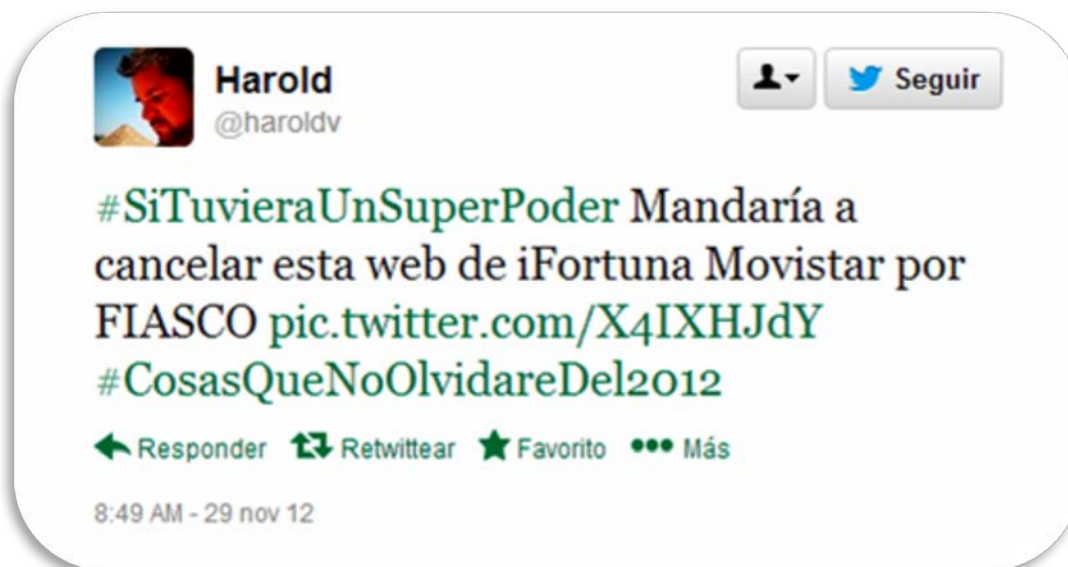 Harold
@haroldv
Seguir
#SiTuvieraUnSuperPoder Mandaría a
cancelar esta web de iFortuna Movistar por
FIASCO pic.twitter.com/X4IXHJdY
#CosasQueNoOlvidareDel2012
Responder Retwittear Favorito Más
8:49 AM - 29 nov 12